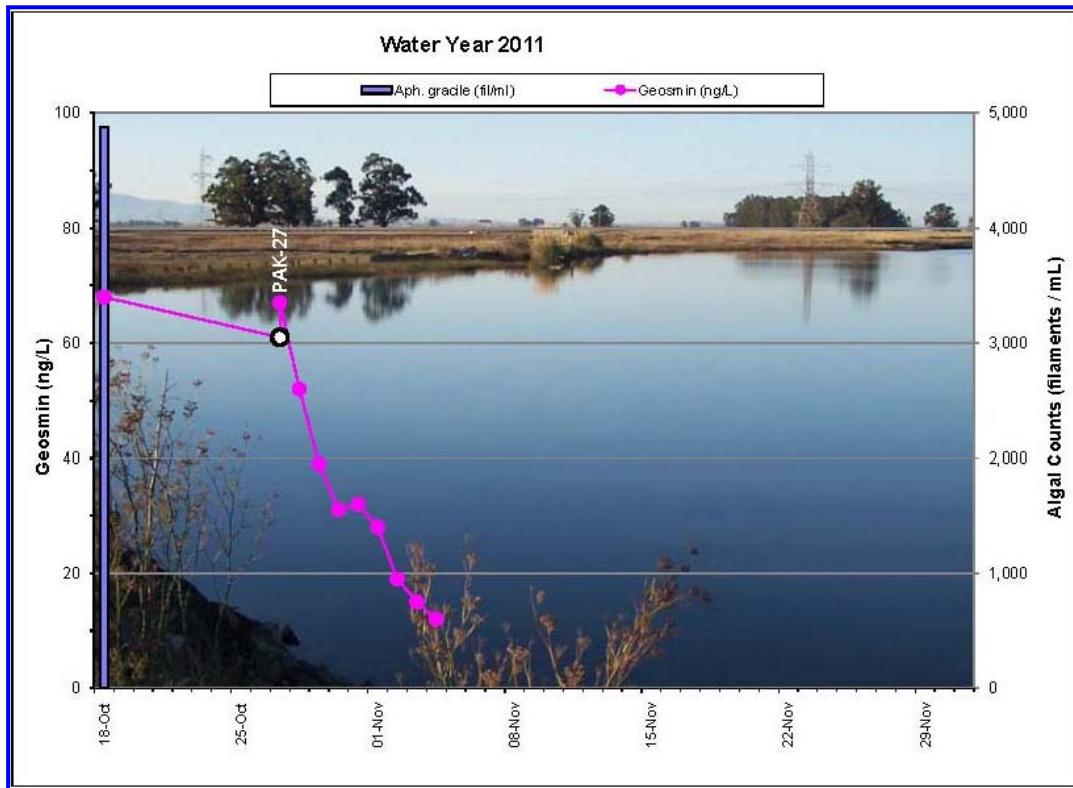 Water Year 2011
Aph. gracile (fil/ml) Geosmin (ng/L)
100
80
60
40
20
0
Geosmin (ng/L)
PAK-27
5,000
4,000
3,000
2,000
1,000
0
Algal Counts (filaments / mL)
18-Oct
25-Oct
01-Nov
08-Nov
15-Nov
22-Nov
29-Nov